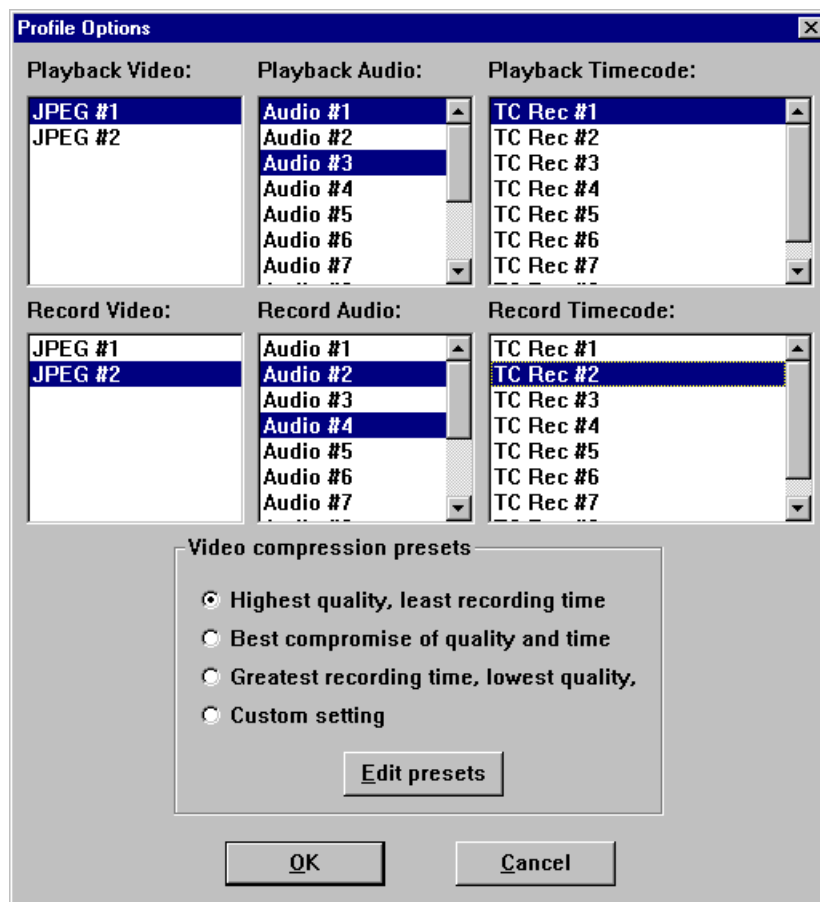 Profile Options
Playback Video:
JPEG #1
JPEG #2
Playback Audio:
Audio #1
Audio #2
Audio #3
Audio #4
Audio #5
Audio #6
Audio #7
Playback Timecode:
TC Rec #1
TC Rec #2
TC Rec #3
TC Rec #4
TC Rec #5
TC Rec #6
TC Rec #7
Record Video:
JPEG #1
JPEG #2
Record Audio:
Audio #1
Audio #2
Audio #3
Audio #4
Audio #5
Audio #6
Audio #7
Record Timecode:
TC Rec #1
TC Rec #2
TC Rec #3
TC Rec #4
TC Rec #5
TC Rec #6
TC Rec #7
Video compression presets
Highest quality, least recording time
Best compromise of quality and time
Greatest recording time, lowest quality,
Custom setting
Edit presets
OK
Cancel